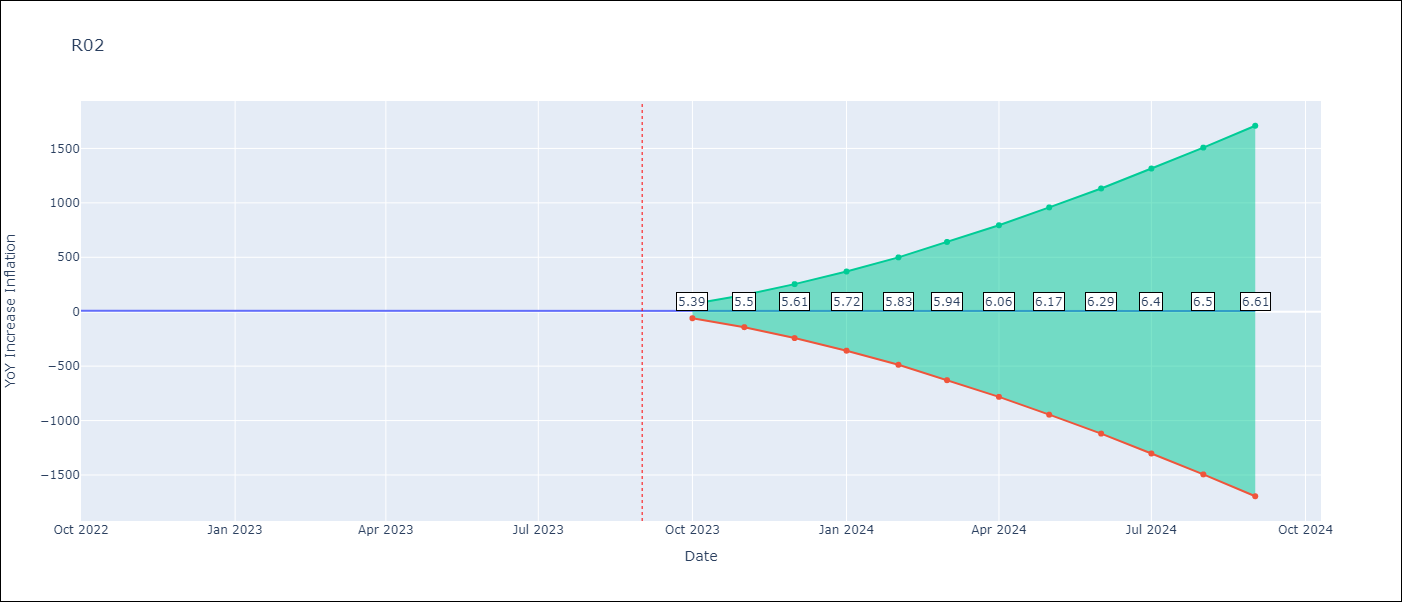 R02
YoY Increase Inflation
1500
1000
500
0
−500
−1000
−1500
5.39 5.5 5.61 5.72 5.83 5.94 6.06 6.17 6.29 6.4 6.5 6.61
Oct 2022 Jan 2023 Apr 2023 Jul 2023 Oct 2023 Jan 2024 Apr 2024 Jul 2024 Oct 2024
Date